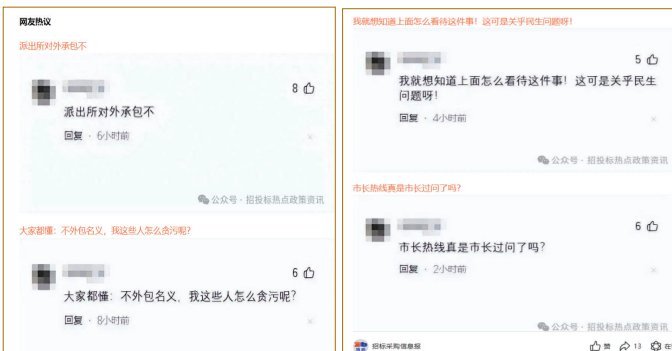 网友热议
派出所对外承包不
8
派出所对外承包不
回复 · 6小时前
公众号 · 招投标热点政策资讯
大家都懂：不外包名义，我这些人怎么贪污呢？
6
大家都懂：不外包名义，我这些人怎么贪污呢？
回复 · 8小时前
我就想知道上面怎么看待这件事！这可是关乎民生问题呀！
5
我就想知道上面怎么看待这件事！这可是关乎民生
问题呀！
回复 · 4小时前
公众号 · 招投标热点政策资讯
市长热线真是市长过问了吗？
6
市长热线真是市长过问了吗？
回复 · 2小时前
公众号 · 招投标热点政策资讯
招标采购信息报
赞 13 在